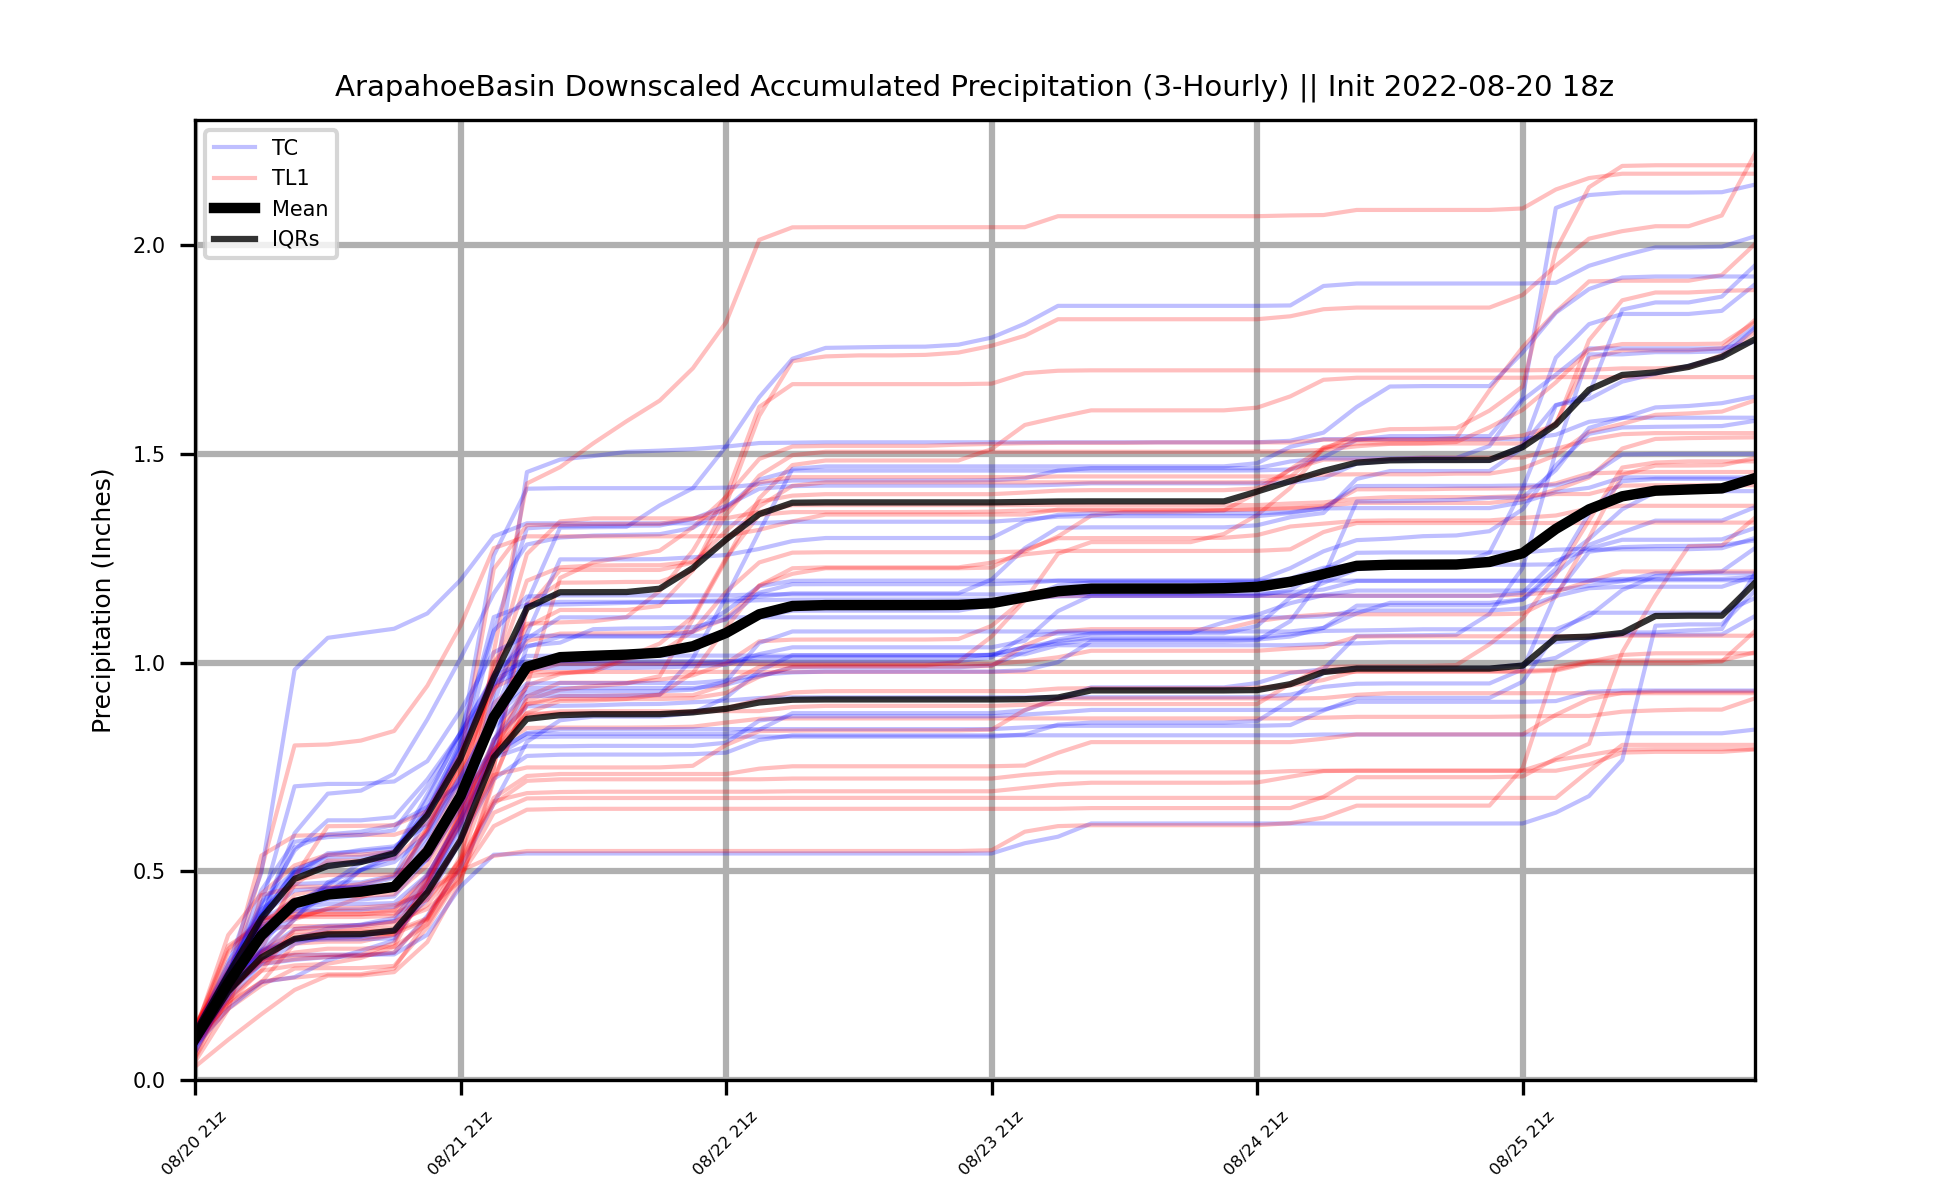 ArapahoeBasin Downscaled Accumulated Precipitation (3-Hourly) || Init 2022-08-20 18z
TC
TL1
Mean
IQRs
Precipitation (Inches)
2.0
1.5
1.0
0.5
0.0
08/20 21z
08/21 21z
08/22 21z
08/23 21z
08/24 21z
08/25 21z